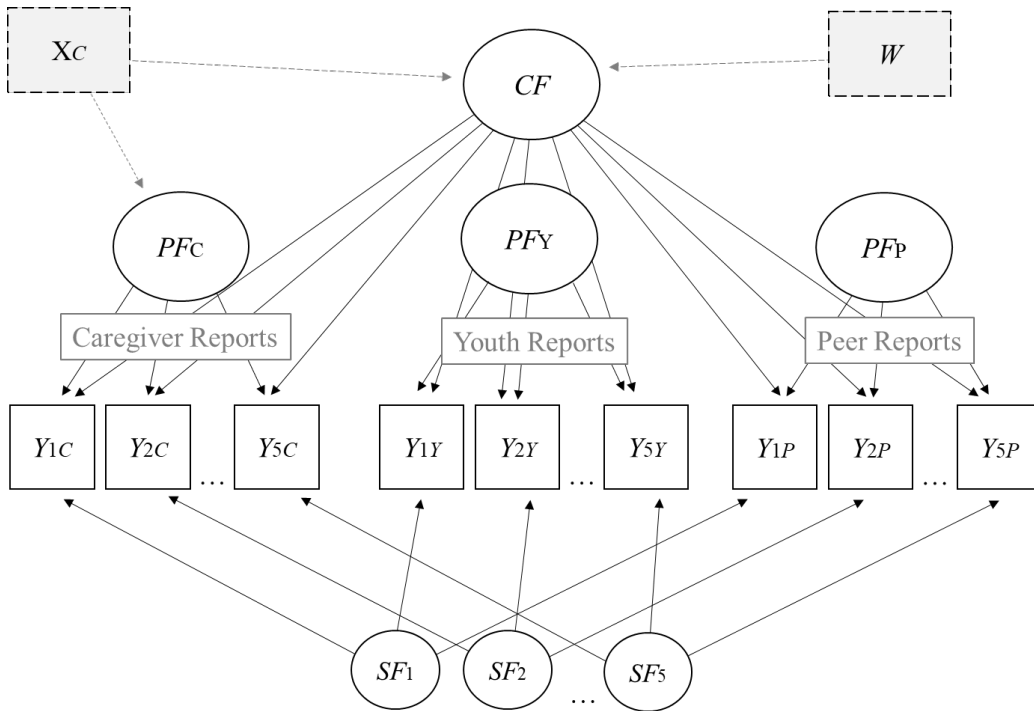 XC
CF
W
PFC
PFY
PFP
Caregiver Reports
Youth Reports
Peer Reports
Y1C Y2C … Y5C Y1Y Y2Y … Y5Y Y1P Y2P … Y5P
SF1 SF2 … SF5